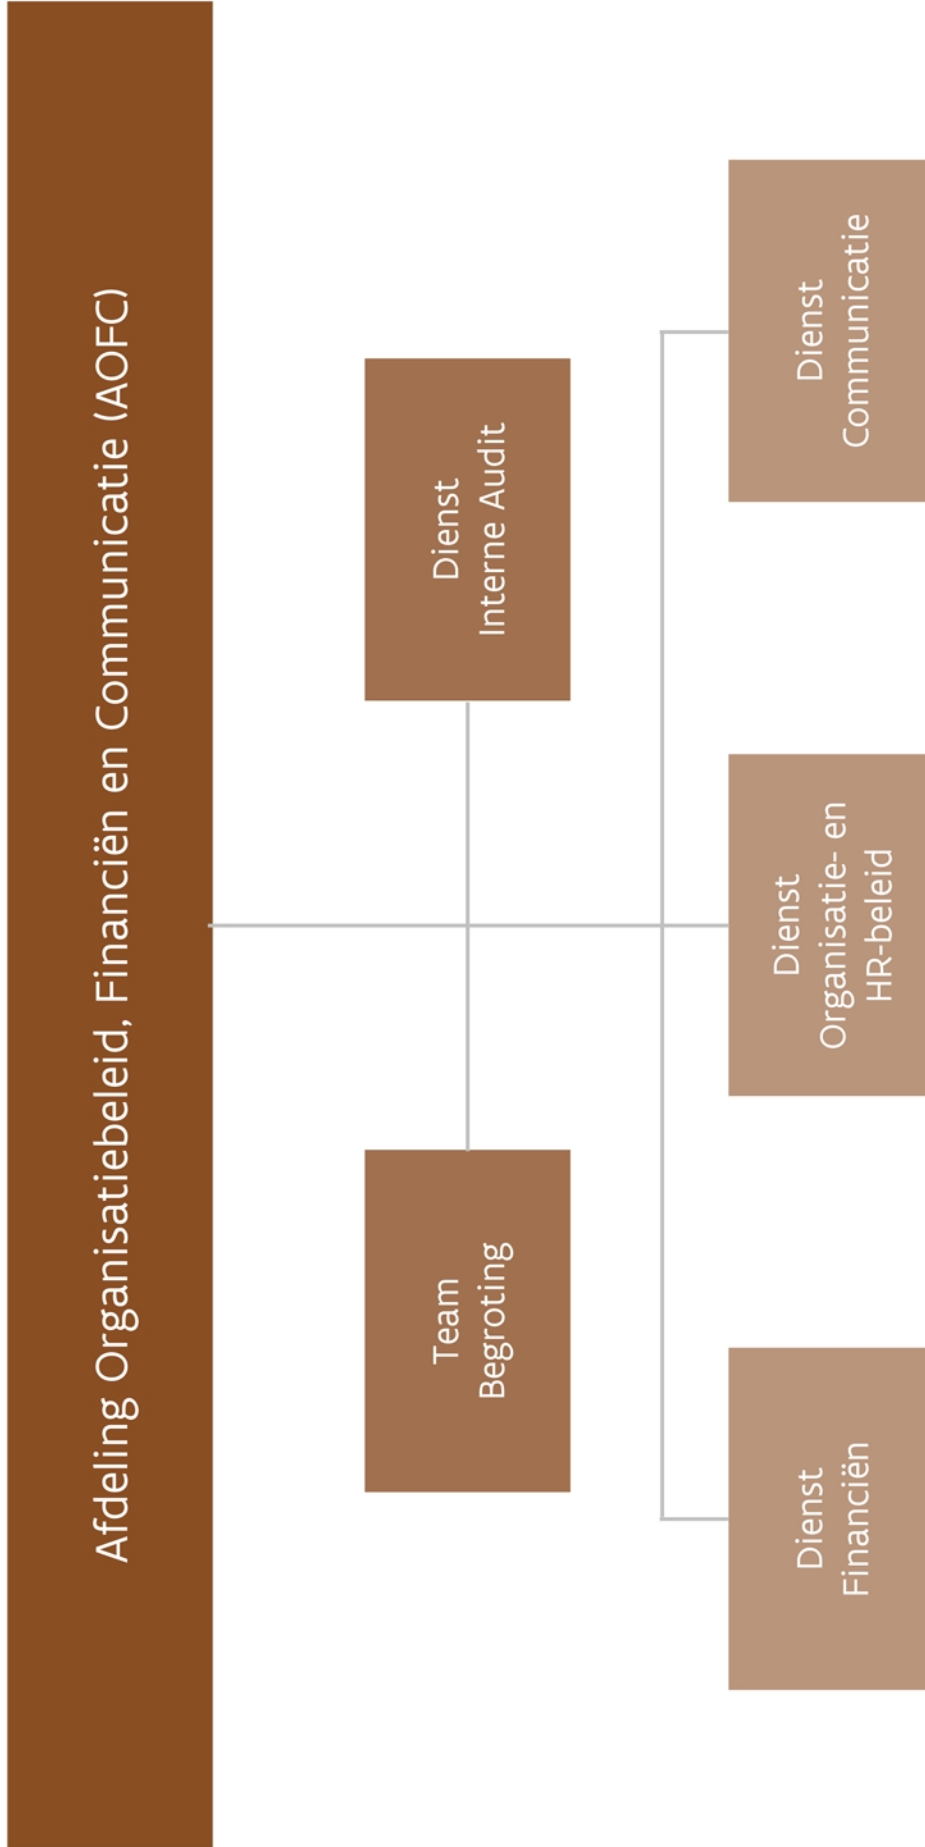 Afdeling Organisatiebeleid, Financiën en Communicatie (AOFC)
Team
Begroting
Dienst
Interne Audit
Dienst
Financiën
Dienst
Organisatie- en
HR-beleid
Dienst
Communicatie